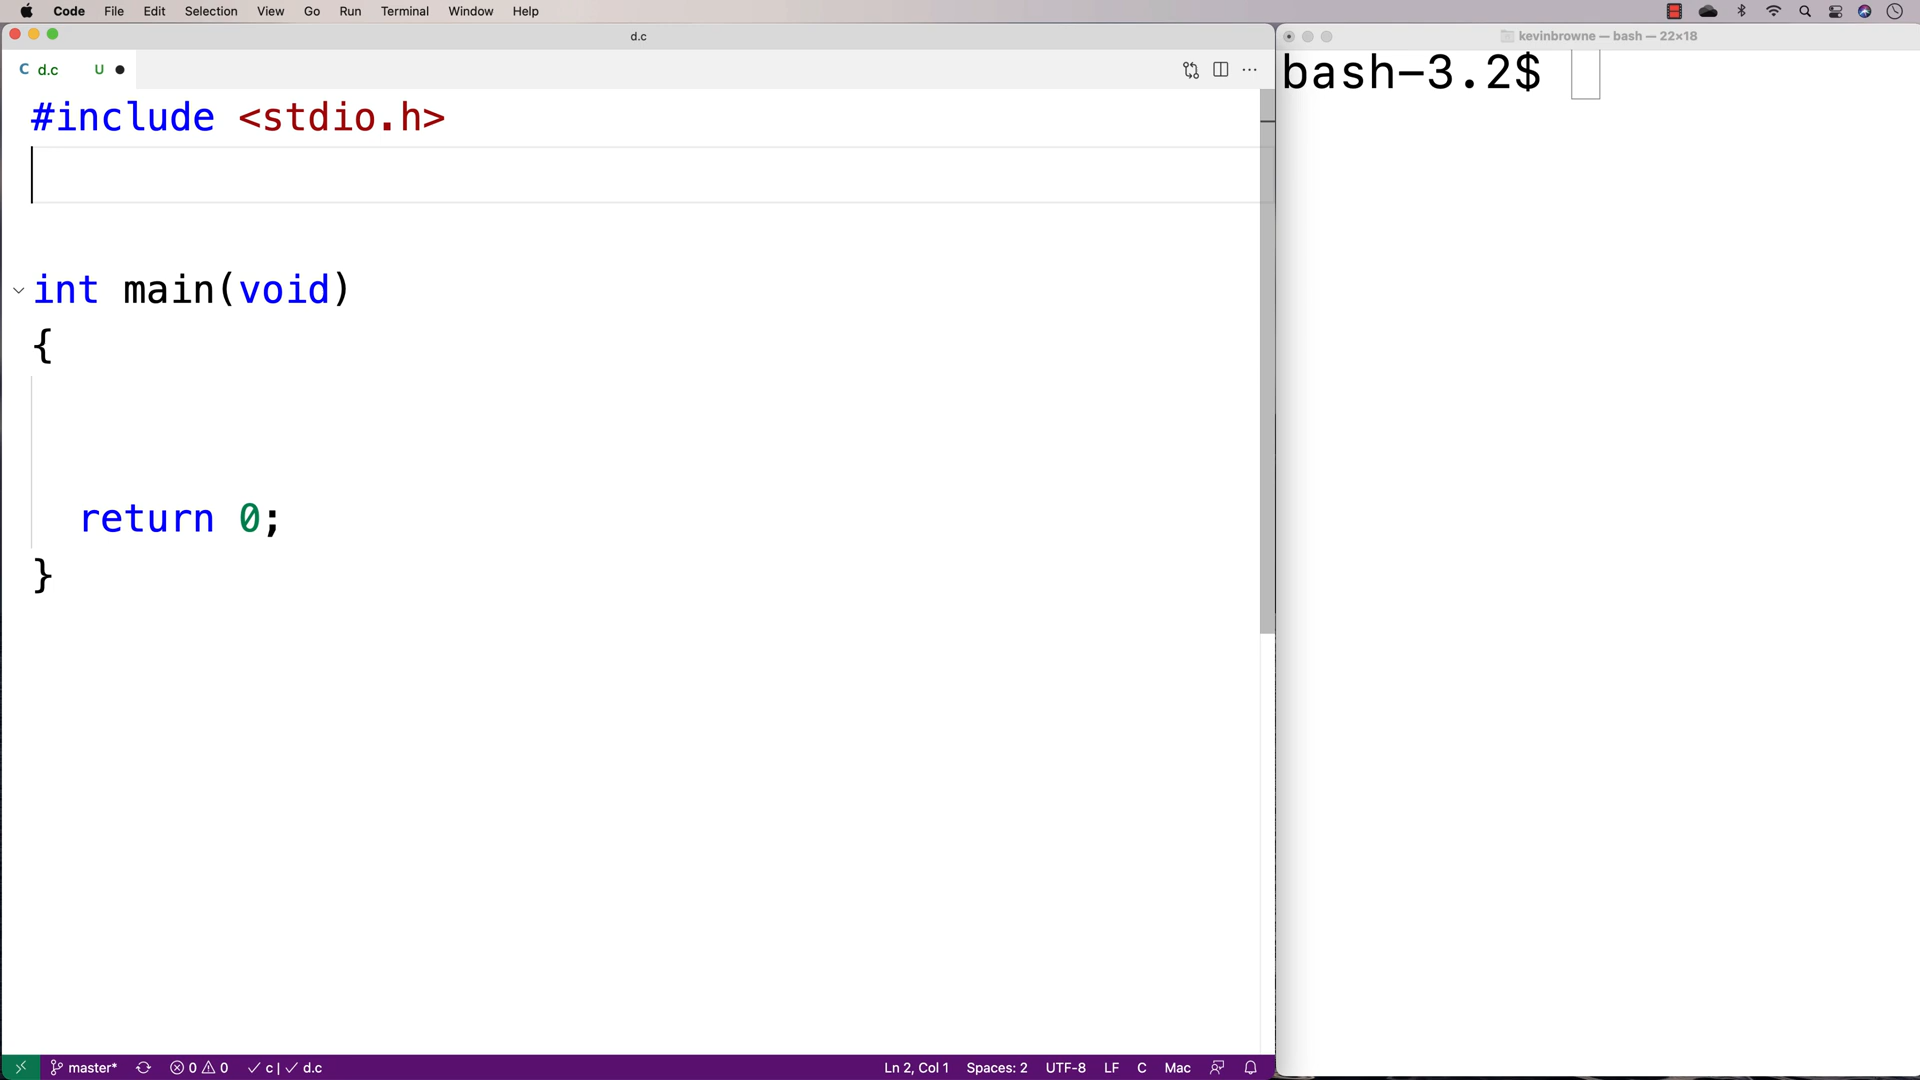 Code File Edit Selection View Go Run Terminal Window Help
d.c
kevinbrowne — bash — 22×18
C d.c U
bash-3.2$
#include <stdio.h>
int main(void)
{
return 0;
}
master* 0 0 c | d.c Ln 2, Col 1 Spaces: 2 UTF-8 LF C Mac